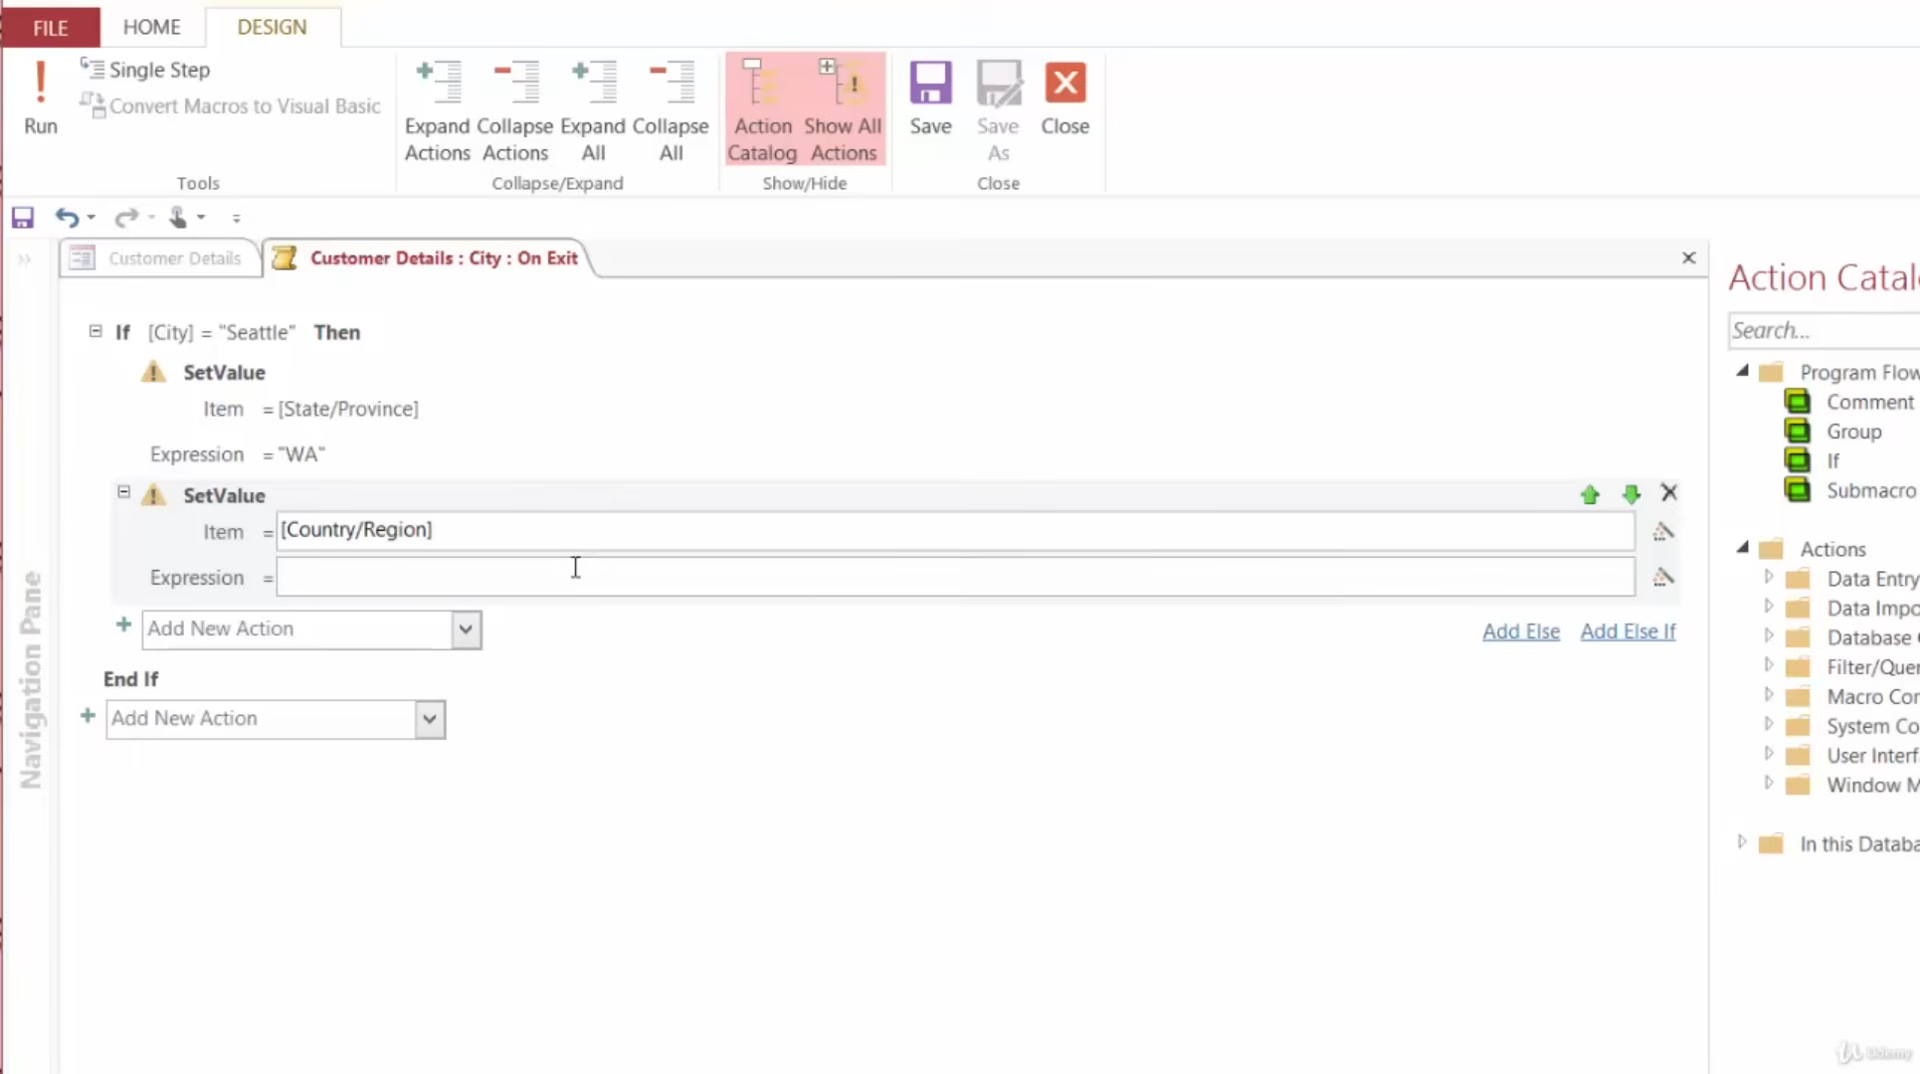 FILE HOME DESIGN
Run
Single Step
Convert Macros to Visual Basic
Tools
Expand Actions
Collapse Actions
Expand All
Collapse All
Collapse/Expand
Action Catalog
Show All Actions
Show/Hide
Save
Save As
Close
Close
Navigation Pane
Customer Details
Customer Details : City : On Exit
If [City] = "Seattle" Then
SetValue
Item = [State/Province]
Expression = "WA"
SetValue
Item = [Country/Region]
Expression =
Add New Action
Add Else Add Else If
End If
Add New Action
Action Catal
Search...
Program Flow
Comment
Group
If
Submacro
Actions
Data Entry
Data Impo
Database
Filter/Quer
Macro Con
System Co
User Interf
Window M
In this Databa
Udemy